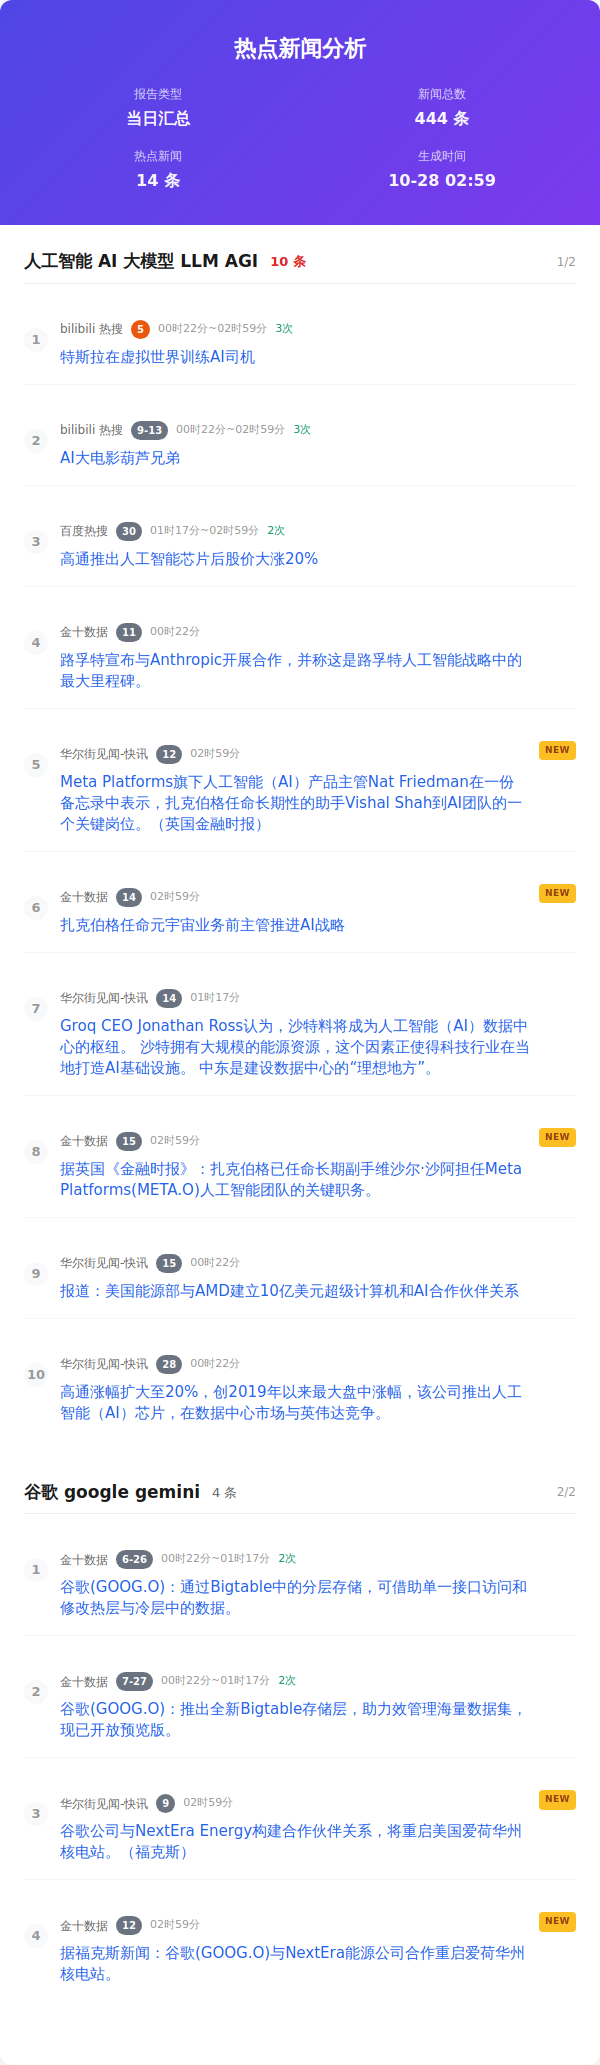 热点新闻分析
报告类型
新闻总数
当日汇总
444 条
热点新闻
生成时间
14 条
10-28 02:59
人工智能 AI 大模型 LLM AGI 10 条 1/2
1 bilibili 热搜 5 00时22分~02时59分 3次
特斯拉在虚拟世界训练AI司机
2 bilibili 热搜 9-13 00时22分~02时59分 3次
AI大电影葫芦兄弟
3 百度热搜 30 01时17分~02时59分 2次
高通推出人工智能芯片后股价大涨20%
4 金十数据 11 00时22分
路孚特宣布与Anthropic开展合作，并称这是路孚特人工智能战略中的
最大里程碑。
5 华尔街见闻-快讯 12 02时59分 NEW
Meta Platforms旗下人工智能（AI）产品主管Nat Friedman在一份
备忘录中表示，扎克伯格任命长期性的助手Vishal Shah到AI团队的一
个关键岗位。（英国金融时报）
6 金十数据 14 02时59分 NEW
扎克伯格任命元宇宙业务前主管推进AI战略
7 华尔街见闻-快讯 14 01时17分
Groq CEO Jonathan Ross认为，沙特料将成为人工智能（AI）数据中
心的枢纽。 沙特拥有大规模的能源资源，这个因素正使得科技行业在当
地打造AI基础设施。 中东是建设数据中心的“理想地方”。
8 金十数据 15 02时59分 NEW
据英国《金融时报》：扎克伯格已任命长期副手维沙尔·沙阿担任Meta
Platforms(META.O)人工智能团队的关键职务。
9 华尔街见闻-快讯 15 00时22分
报道：美国能源部与AMD建立10亿美元超级计算机和AI合作伙伴关系
10 华尔街见闻-快讯 28 00时22分
高通涨幅扩大至20%，创2019年以来最大盘中涨幅，该公司推出人工
智能（AI）芯片，在数据中心市场与英伟达竞争。
谷歌 google gemini 4 条 2/2
1 金十数据 6-26 00时22分~01时17分 2次
谷歌(GOOG.O)：通过Bigtable中的分层存储，可借助单一接口访问和
修改热层与冷层中的数据。
2 金十数据 7-27 00时22分~01时17分 2次
谷歌(GOOG.O)：推出全新Bigtable存储层，助力效管理海量数据集，
现已开放预览版。
3 华尔街见闻-快讯 9 02时59分 NEW
谷歌公司与NextEra Energy构建合作伙伴关系，将重启美国爱荷华州
核电站。（福克斯）
4 金十数据 12 02时59分 NEW
据福克斯新闻：谷歌(GOOG.O)与NextEra能源公司合作重启爱荷华州
核电站。